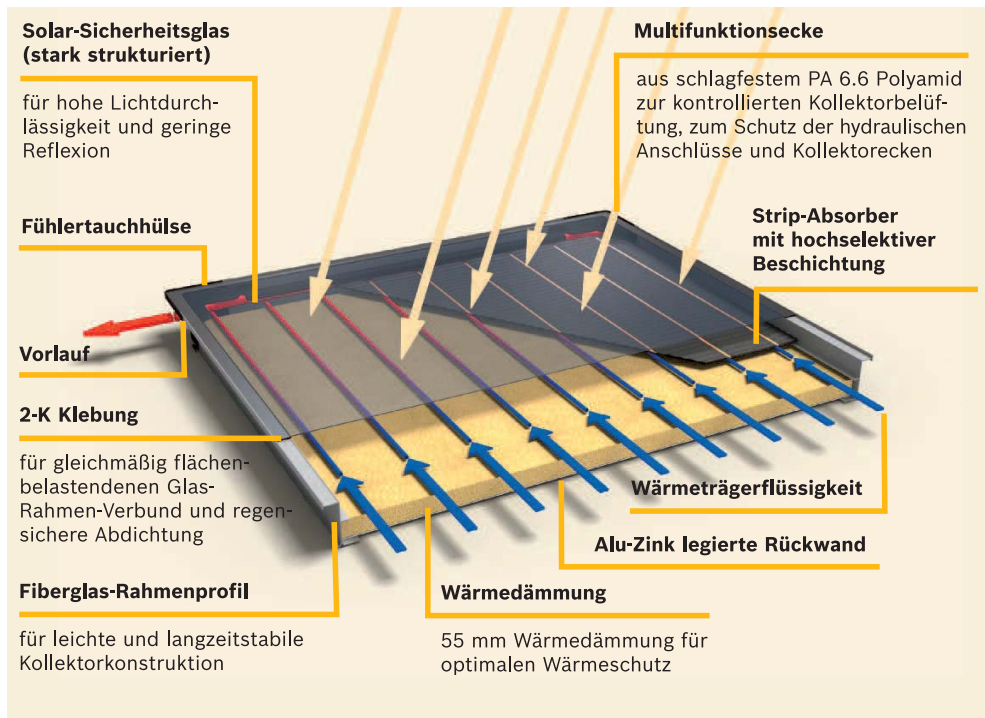 Solar-Sicherheitsglas
(stark strukturiert)
für hohe Lichtdurch-
lässigkeit und geringe
Reflexion
Multifunktionsecke
aus schlagfestem PA 6.6 Polyamid
zur kontrollierten Kollektorbelüf-
tung, zum Schutz der hydraulischen
Anschlüsse und Kollektorecken
Fühlertauchhülse
Strip-Absorber
mit hochselektiver
Beschichtung
Vorlauf
2-K Klebung
für gleichmäßig flächen-
belastendenen Glas-
Rahmen-Verbund und regen-
sichere Abdichtung
Wärmeträgerflüssigkeit
Alu-Zink legierte Rückwand
Fiberglas-Rahmenprofil
für leichte und langzeitstabile
Kollektorkonstruktion
Wärmedämmung
55 mm Wärmedämmung für
optimalen Wärmeschutz